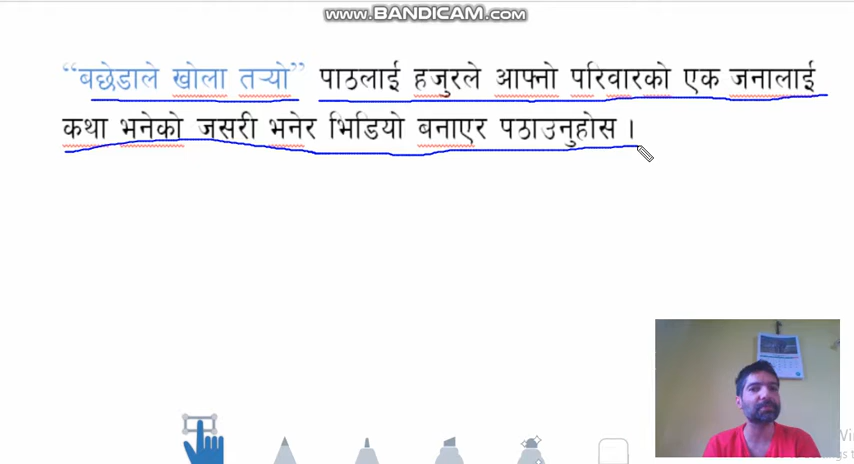 www.BANDICAM.com
“बछेडाले खोला तर्‍यो” पाठलाई हजुरले आफ्नो परिवारको एक जनालाई
कथा भनेको जसरी भनेर भिडियो बनाएर पठाउनुहोस ।